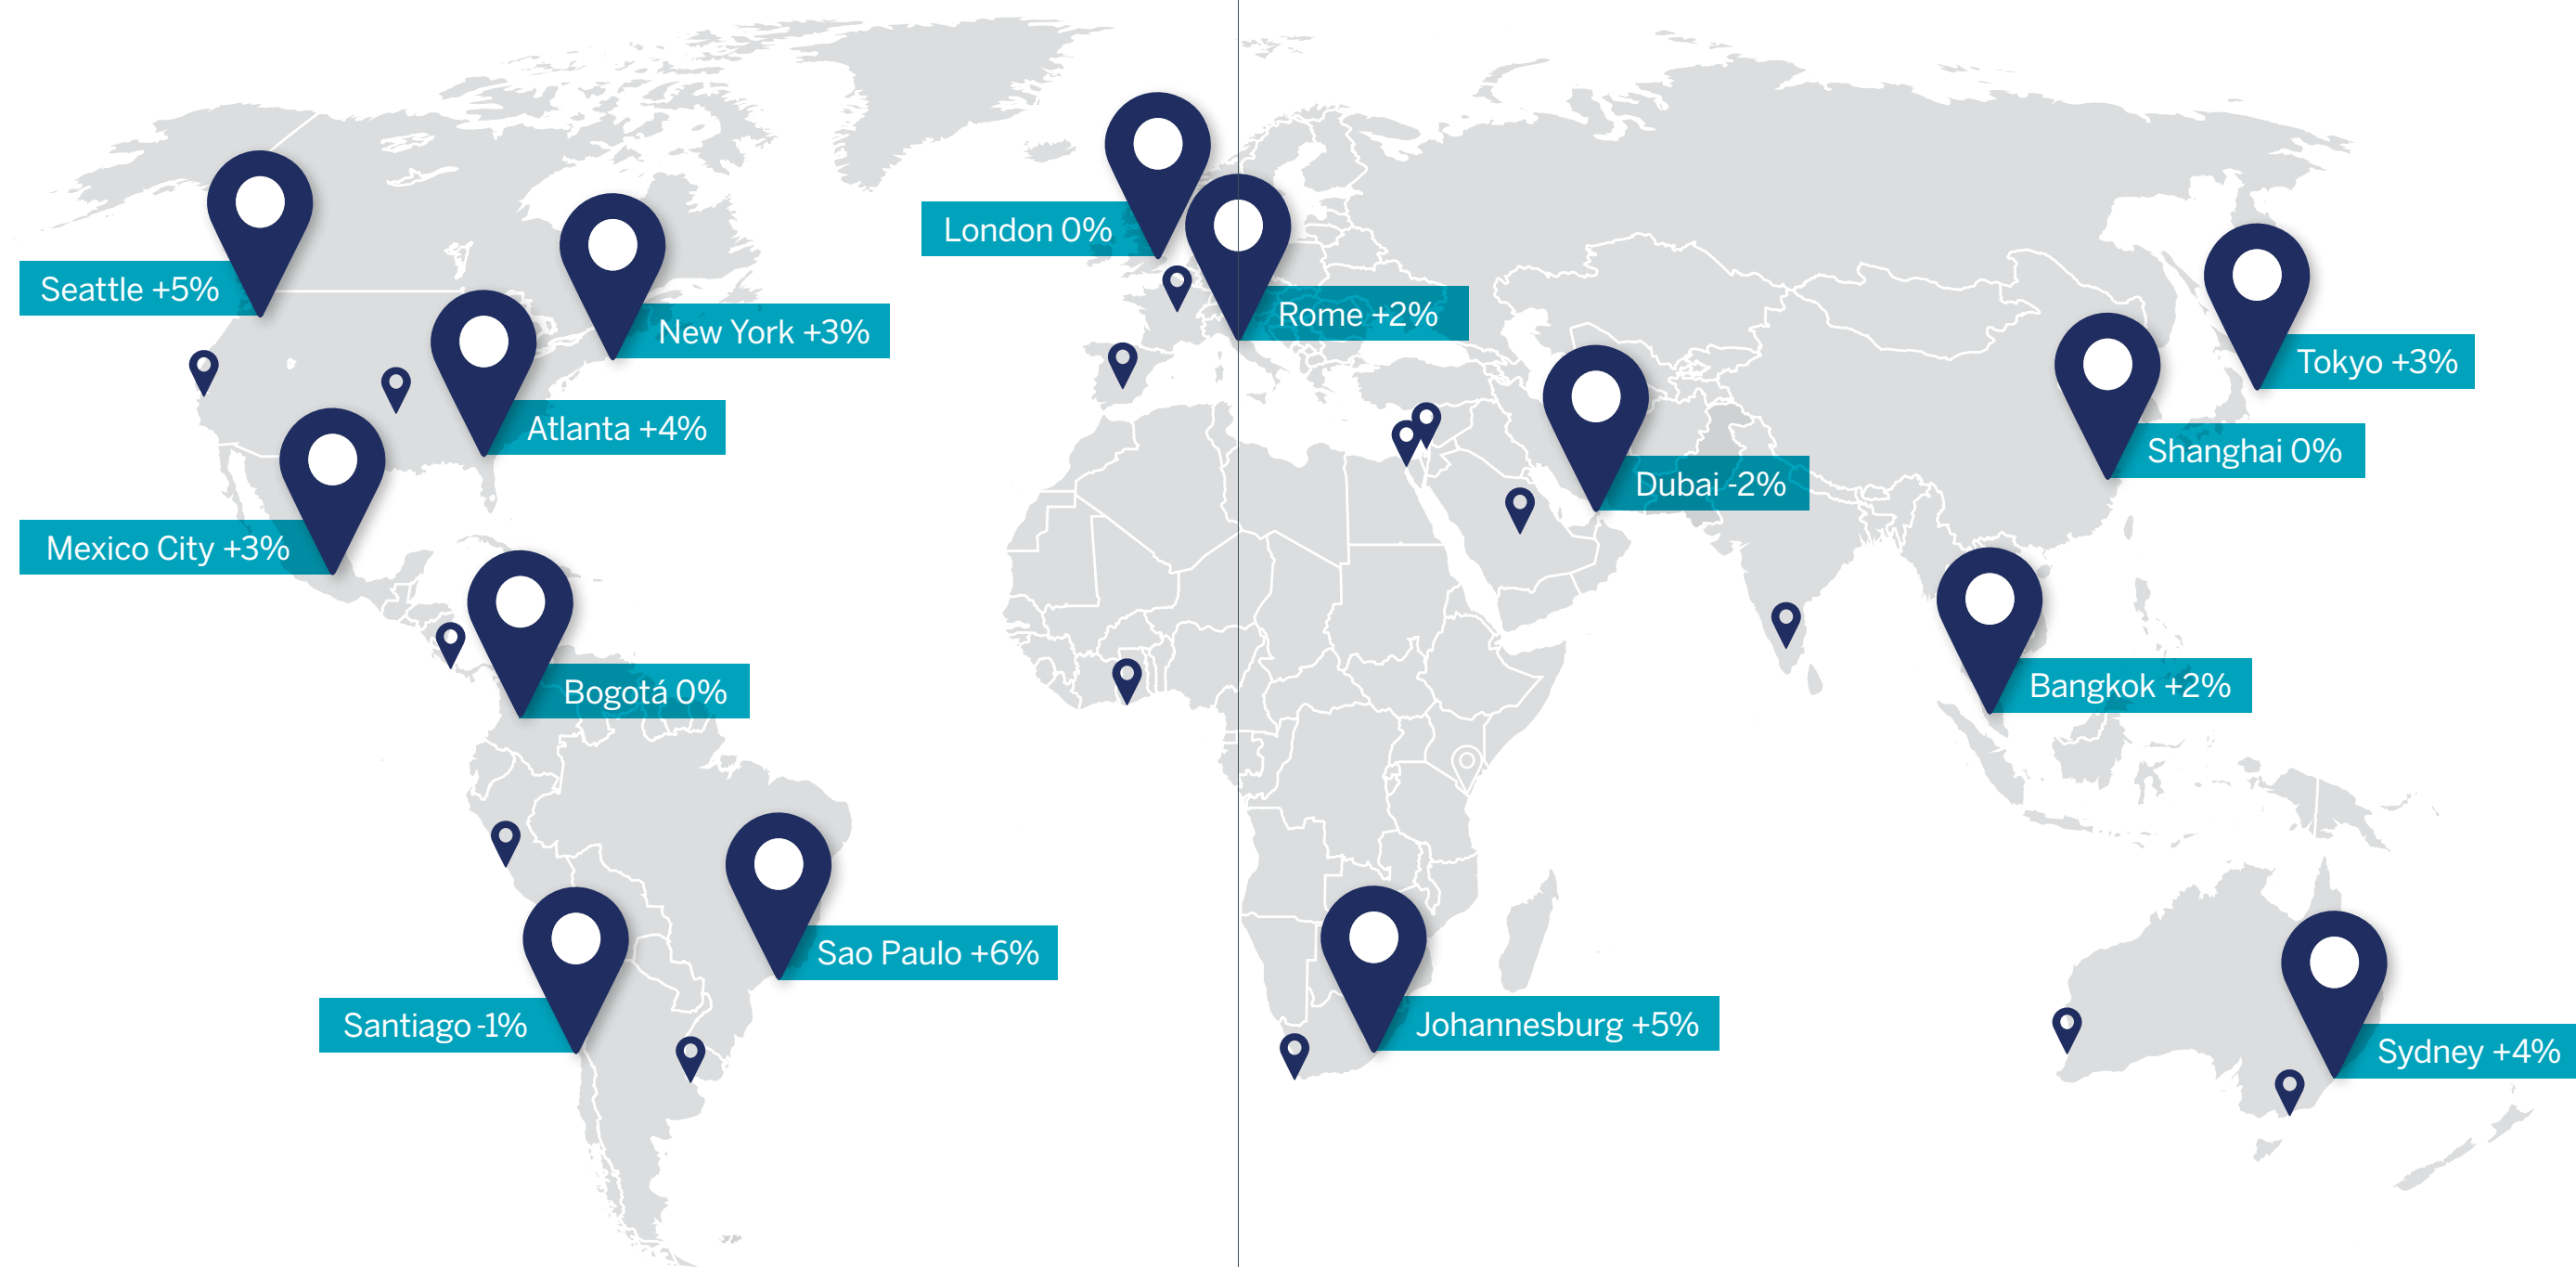 London 0%
Seattle +5%
Rome +2%
New York +3%
Tokyo +3%
Atlanta +4%
Shanghai 0%
Dubai -2%
Mexico City +3%
Bangkok +2%
Bogotá 0%
Sao Paulo +6%
Santiago -1%
Johannesburg +5%
Sydney +4%